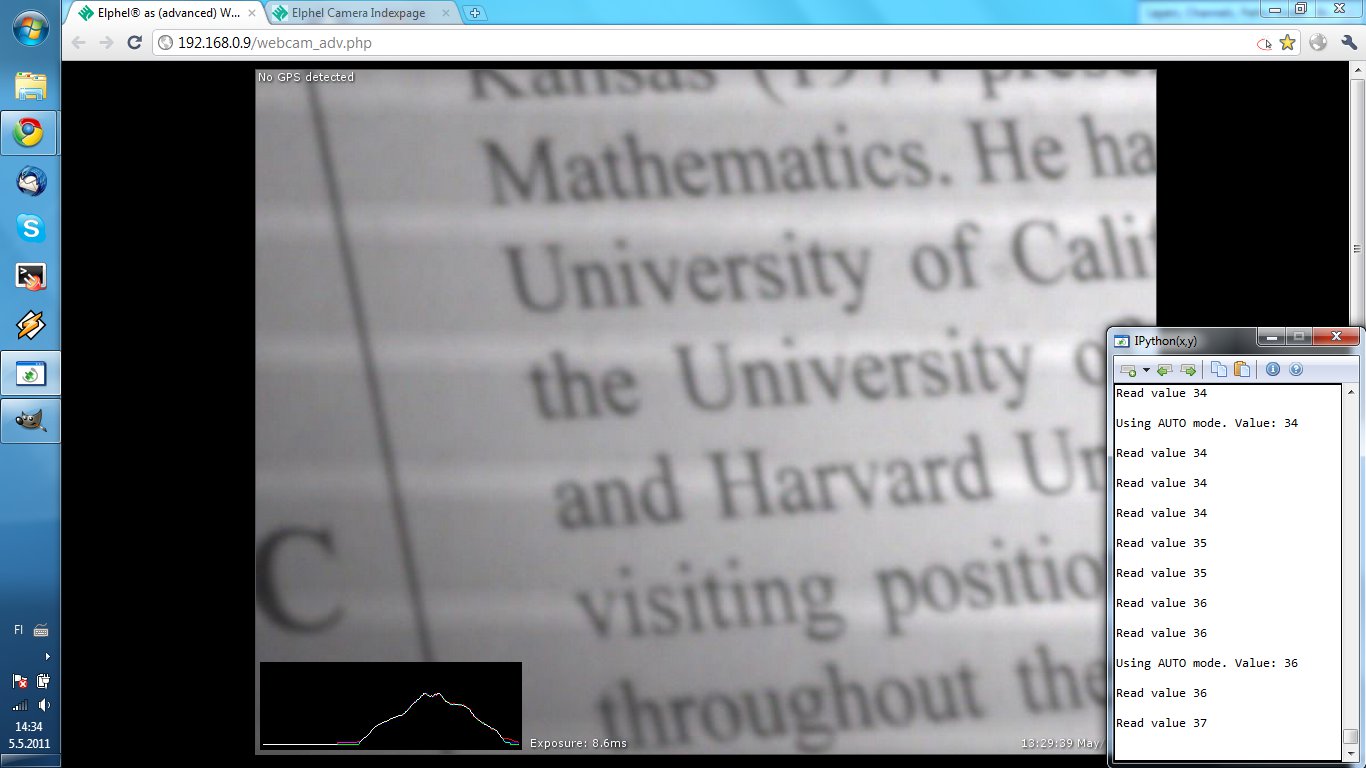 Elphel® as (advanced) W...
Elphel Camera Indexpage
192.168.0.9/webcam_adv.php
No GPS detected
Kansas (1974 prese
Mathematics. He ha
University of Calif
the University o
and Harvard Un
C
visiting positio
throughout the
Exposure: 8.6ms
13:29:39 May
IPython(x,y)
Read value 34
Using AUTO mode. Value: 34
Read value 34
Read value 34
Read value 34
Read value 35
Read value 35
Read value 36
Read value 36
Using AUTO mode. Value: 36
Read value 36
Read value 37
FI
14:34
5.5.2011